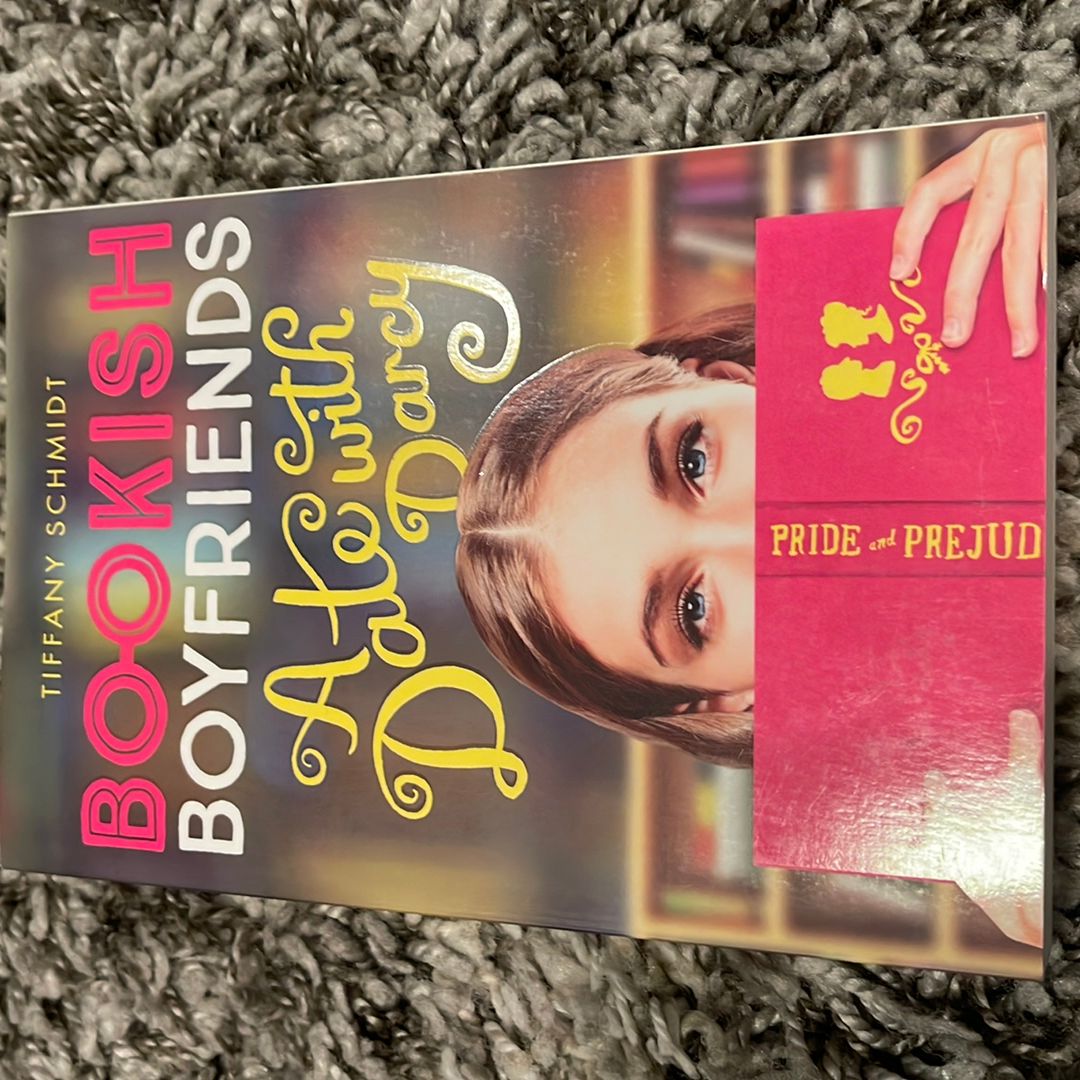 TIFFANY SCHMIDT
BOOKISH
BOYFRIENDS
A Date with
Darcy
PRIDE and PREJUD